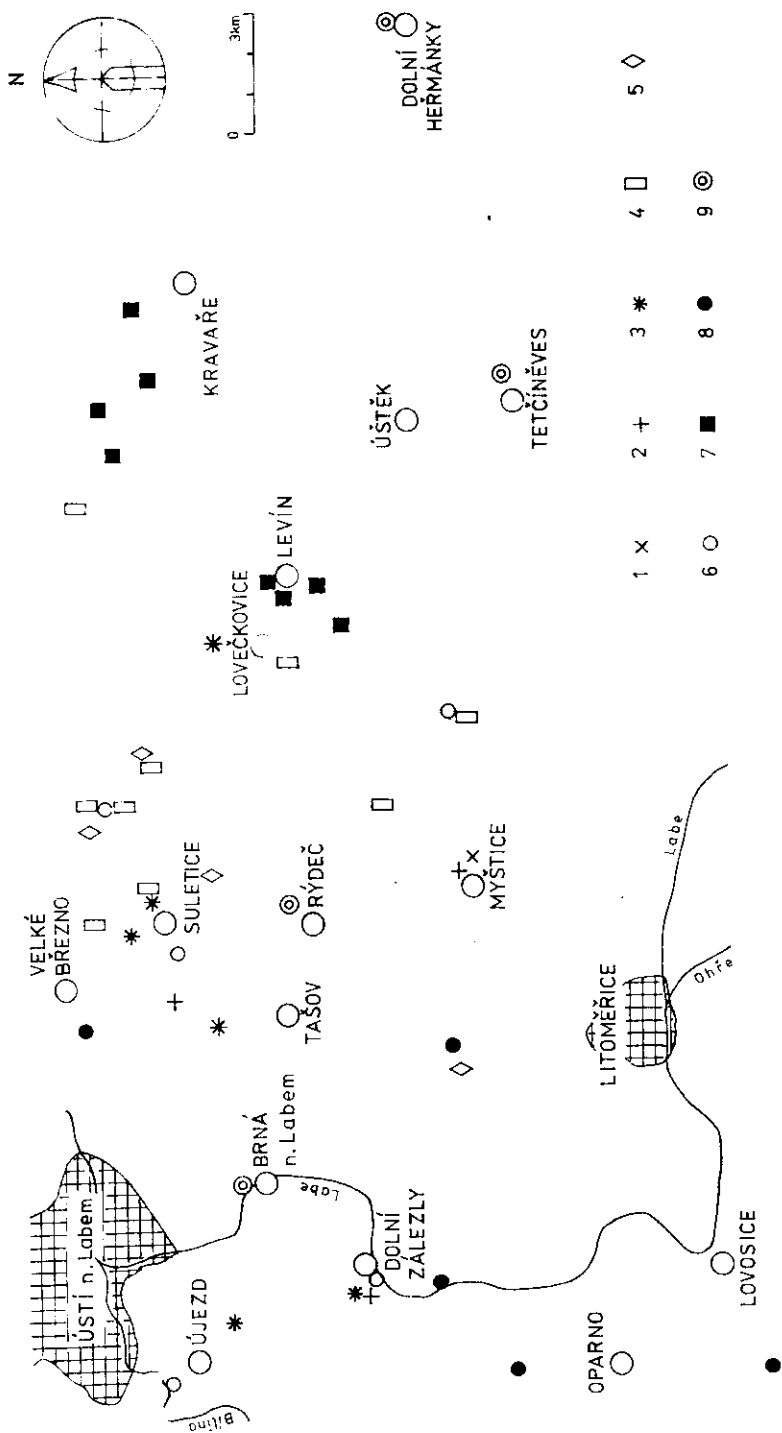 N
0 3km
ÚSTÍ n. Labem
VELKÉ
BŘEZNO
KRAVAŘE
ÚJEZD
Bílina
SULETICE
LOVEČKOVICE
BRNÁ
n. Labem
Labe
TAŠOV
RÝDEČ
LEVÍN
DOLNÍ
ZÁLEZLY
ÚŠTĚK
DOLNÍ
HEŘMÁNKY
MYŠTICE
TETČINĚVES
OPARNO
LITOMĚŘICE
Labe
Ohře
LOVOSICE
1 2 3 4 5
6 7 8 9